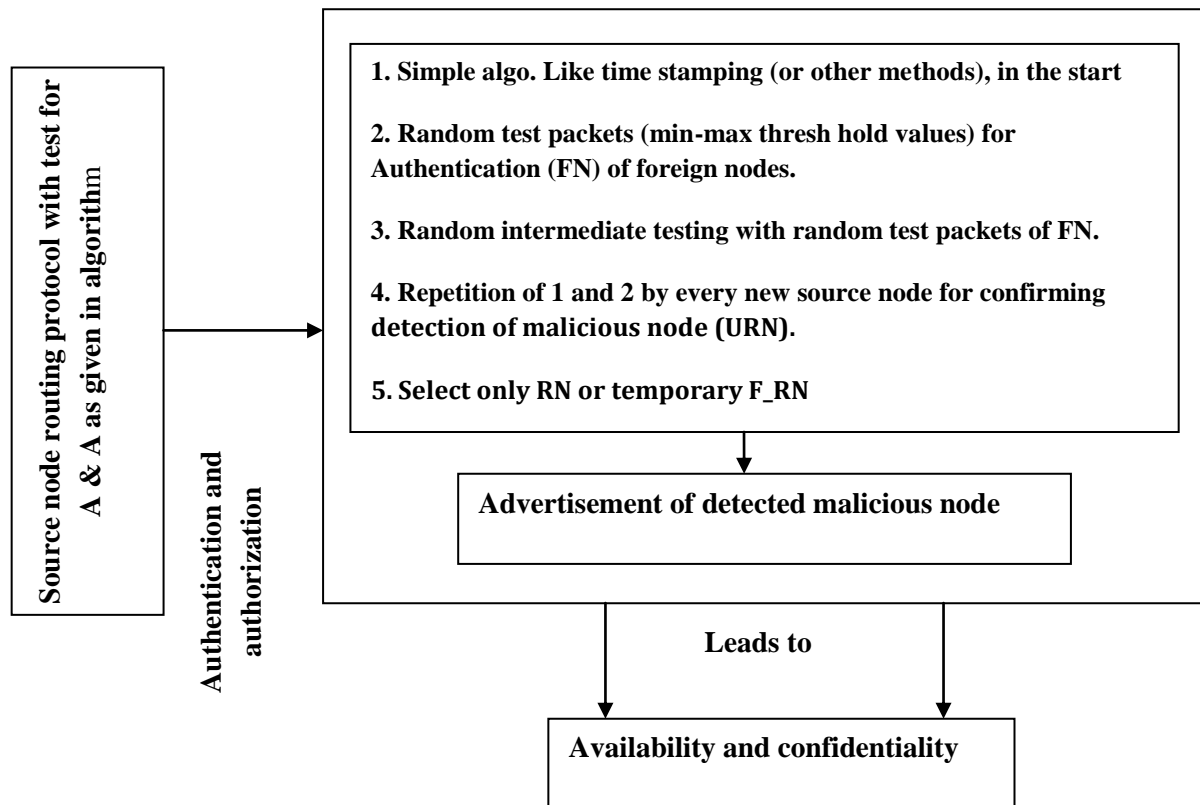 Source node routing protocol with test for
A & A as given in algorithm
Authentication and
authorization
1. Simple algo. Like time stamping (or other methods), in the start
2. Random test packets (min-max thresh hold values) for
Authentication (FN) of foreign nodes.
3. Random intermediate testing with random test packets of FN.
4. Repetition of 1 and 2 by every new source node for confirming
detection of malicious node (URN).
5. Select only RN or temporary F_RN
Advertisement of detected malicious node
Leads to
Availability and confidentiality